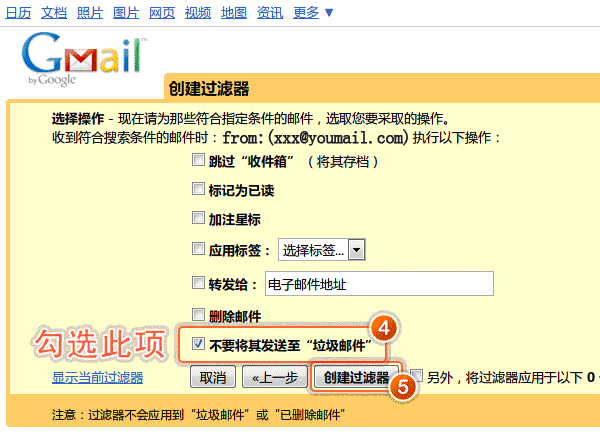 日历 文档 照片 图片 网页 视频 地图 资讯 更多 ▼
Gmail™
by Google
创建过滤器
选择操作 - 现在请为那些符合指定条件的邮件，选取您要采取的操作。
收到符合搜索条件的邮件时：from:(xxx@youmail.com)执行以下操作：
跳过“收件箱”（将其存档）
标记为已读
加注星标
应用标签： 选择标签...
转发给： 电子邮件地址
删除邮件
勾选此项 不要将其发送至“垃圾邮件” 4
显示当前过滤器 取消 «上一步 创建过滤器 5 另外，将过滤器应用于以下 0
注意：过滤器不会应用到“垃圾邮件”或“已删除邮件”